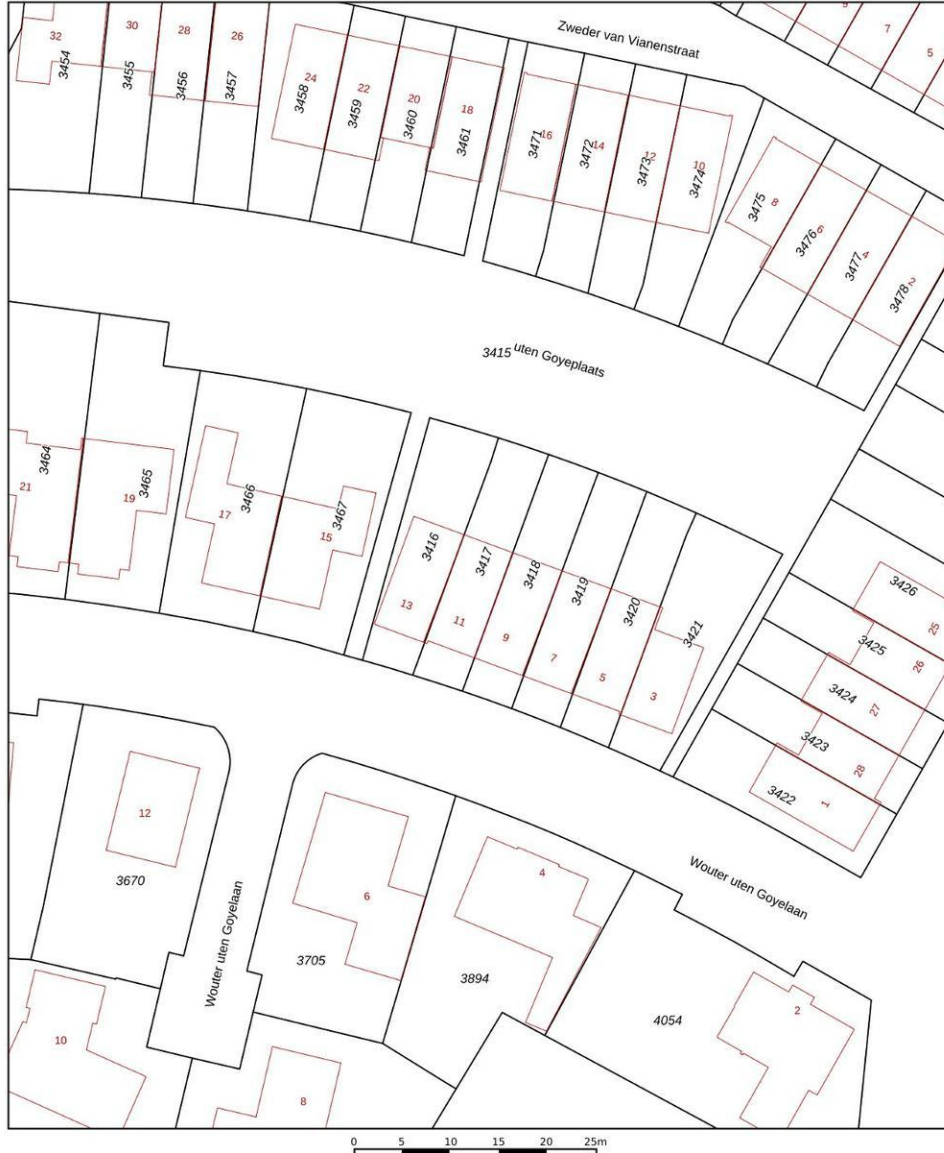 Zweder van Vianenstraat
32 30 28 26 24 22 20 18 16 14 12 10 8 6 4 2
7 5
3454 3455 3456 3457 3458 3459 3460 3461 3471 3472 3473 3474 3475 3476 3477 3478
3415 uten Goyeplaats
3464 3465 3466 3467 3416 3417 3418 3419 3420 3421
21 19 17 15 13 11 9 7 5 3
3426 25
3425 26
3424 27
3423 28
3422 1
Wouter uten Goyelaan
12
3670
Wouter uten Goyelaan
6
3705
4
3894
4054
2
10
8
0 5 10 15 20 25m